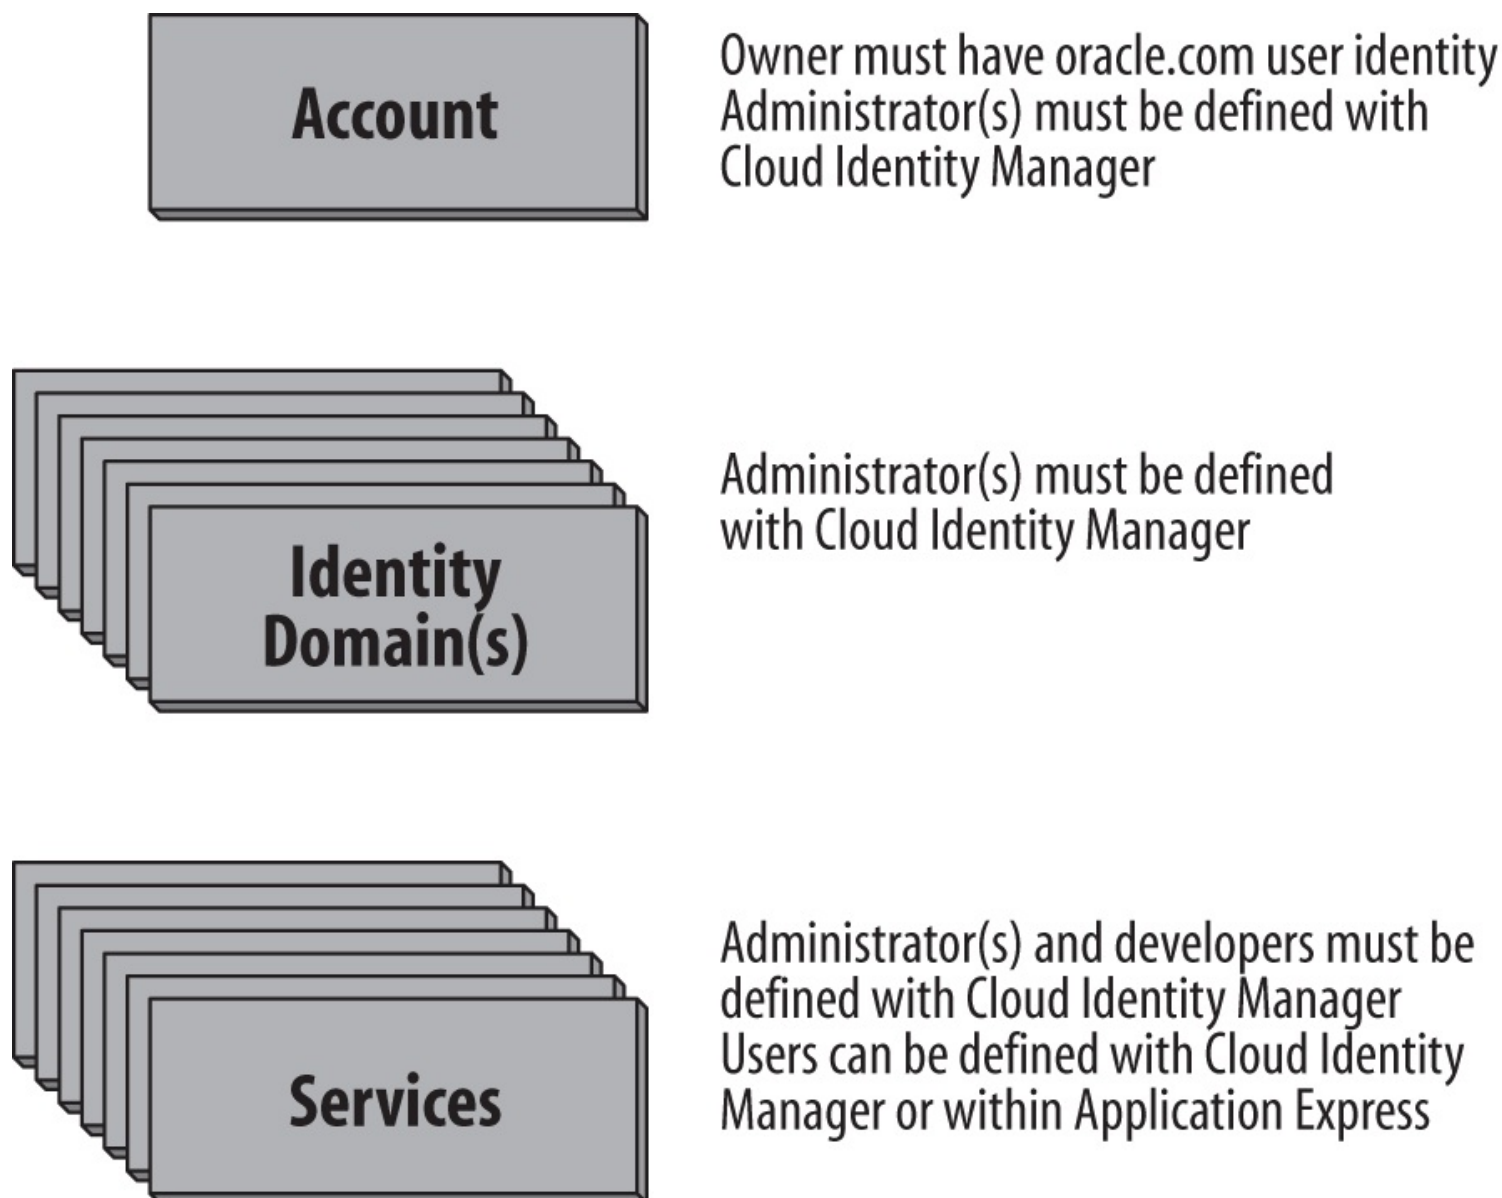 Account
Owner must have oracle.com user identity
Administrator(s) must be defined with
Cloud Identity Manager
Identity
Domain(s)
Administrator(s) must be defined
with Cloud Identity Manager
Services
Administrator(s) and developers must be
defined with Cloud Identity Manager
Users can be defined with Cloud Identity
Manager or within Application Express